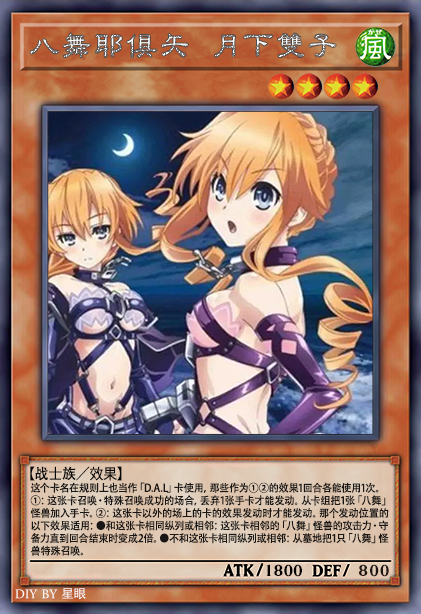 八舞耶俱矢 月下雙子
かぜ
風
【战士族／效果】
这个卡名在规则上也当作「D.A.L」卡使用，那些作为①②的效果1回合各能使用1次。
①：这张卡召唤·特殊召唤成功的场合，丢弃1张手卡才能发动。从卡组把1张「八舞」
怪兽加入手卡。②：这张卡以外的场上的卡的效果发动时才能发动。那个发动位置的
以下效果适用：●和这张卡相同纵列或相邻：这张卡相邻的「八舞」怪兽的攻击力·守
备力直到回合结束时变成2倍。●不和这张卡相同纵列或相邻：从墓地把1只「八舞」怪
兽特殊召唤。
ATK/1800 DEF/ 800
DIY BY 星眼